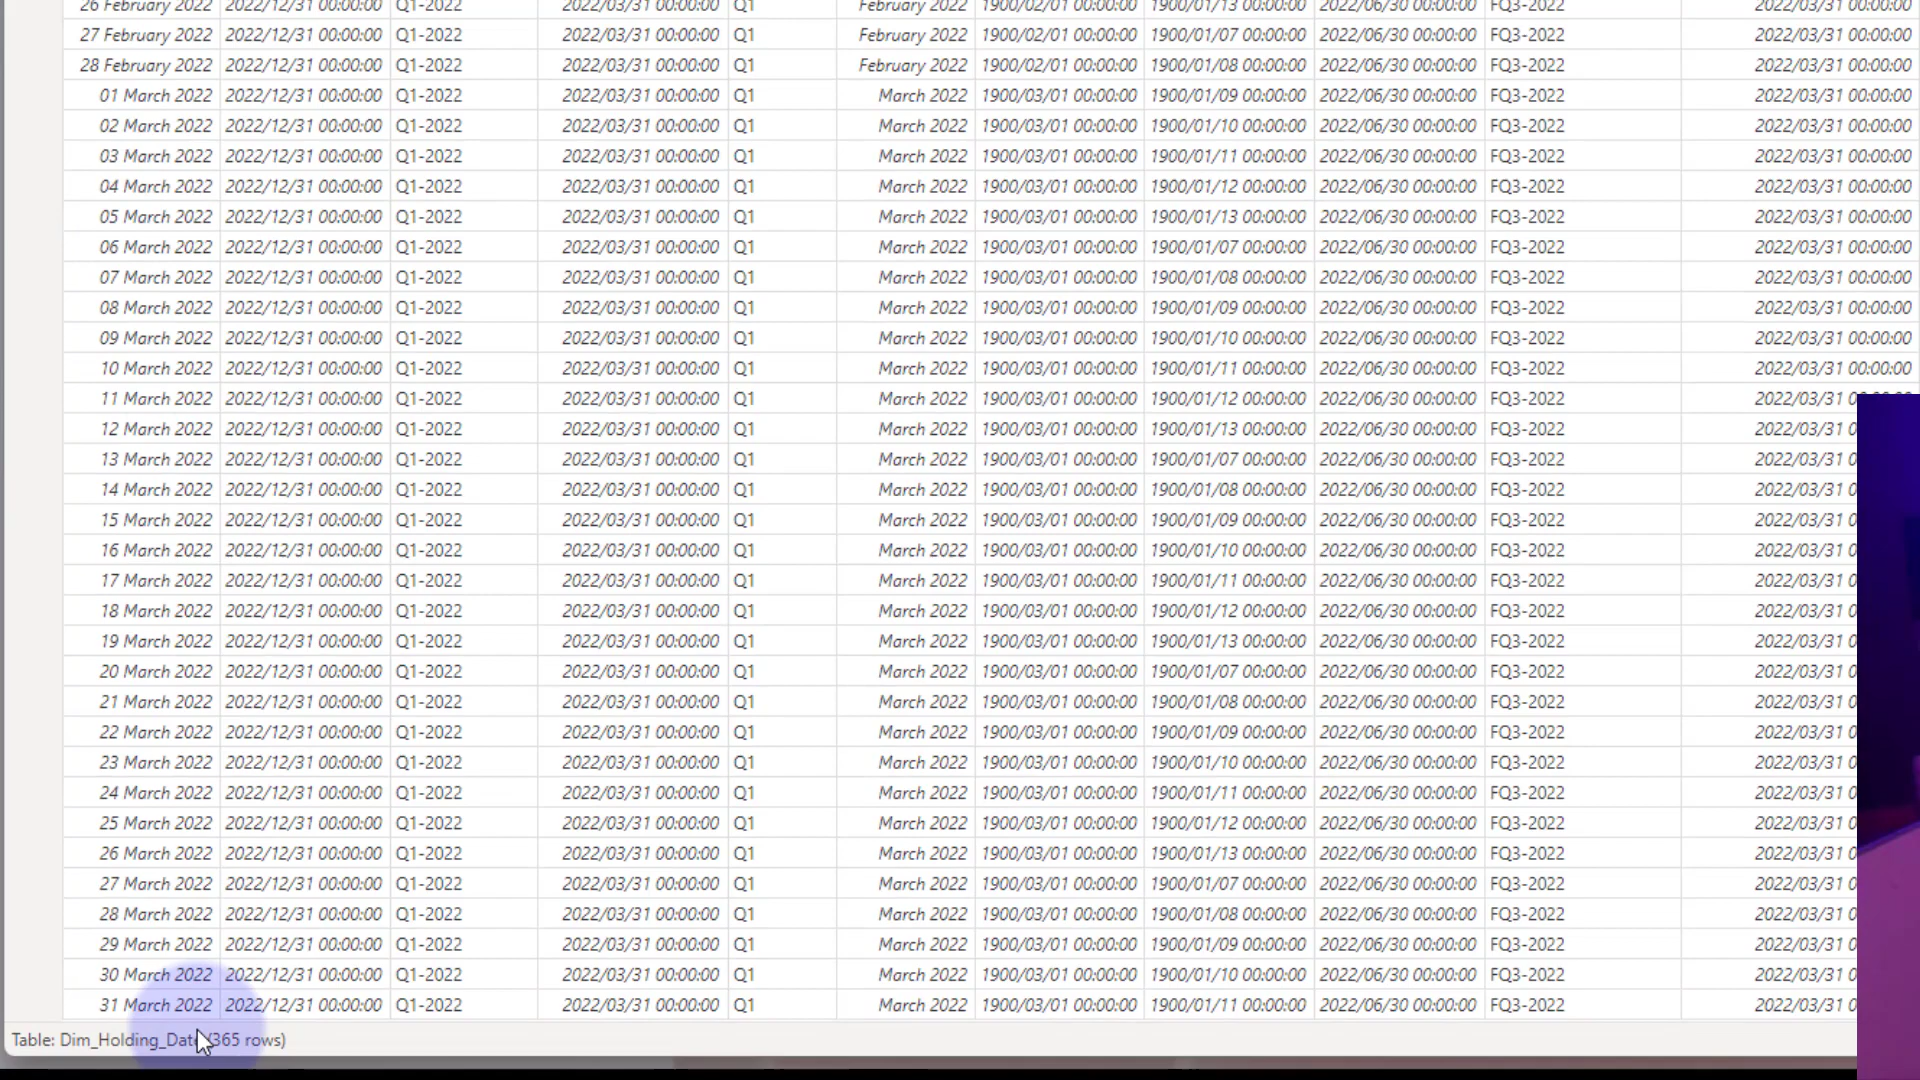 26 February 2022 2022/12/31 00:00:00 Q1-2022 2022/03/31 00:00:00 Q1 February 2022 1900/02/01 00:00:00 1900/01/13 00:00:00 2022/06/30 00:00:00 FQ3-2022 2022/03/31 00:00:00
27 February 2022 2022/12/31 00:00:00 Q1-2022 2022/03/31 00:00:00 Q1 February 2022 1900/02/01 00:00:00 1900/01/07 00:00:00 2022/06/30 00:00:00 FQ3-2022 2022/03/31 00:00:00
28 February 2022 2022/12/31 00:00:00 Q1-2022 2022/03/31 00:00:00 Q1 February 2022 1900/02/01 00:00:00 1900/01/08 00:00:00 2022/06/30 00:00:00 FQ3-2022 2022/03/31 00:00:00
01 March 2022 2022/12/31 00:00:00 Q1-2022 2022/03/31 00:00:00 Q1 March 2022 1900/03/01 00:00:00 1900/01/09 00:00:00 2022/06/30 00:00:00 FQ3-2022 2022/03/31 00:00:00
02 March 2022 2022/12/31 00:00:00 Q1-2022 2022/03/31 00:00:00 Q1 March 2022 1900/03/01 00:00:00 1900/01/10 00:00:00 2022/06/30 00:00:00 FQ3-2022 2022/03/31 00:00:00
03 March 2022 2022/12/31 00:00:00 Q1-2022 2022/03/31 00:00:00 Q1 March 2022 1900/03/01 00:00:00 1900/01/11 00:00:00 2022/06/30 00:00:00 FQ3-2022 2022/03/31 00:00:00
04 March 2022 2022/12/31 00:00:00 Q1-2022 2022/03/31 00:00:00 Q1 March 2022 1900/03/01 00:00:00 1900/01/12 00:00:00 2022/06/30 00:00:00 FQ3-2022 2022/03/31 00:00:00
05 March 2022 2022/12/31 00:00:00 Q1-2022 2022/03/31 00:00:00 Q1 March 2022 1900/03/01 00:00:00 1900/01/13 00:00:00 2022/06/30 00:00:00 FQ3-2022 2022/03/31 00:00:00
06 March 2022 2022/12/31 00:00:00 Q1-2022 2022/03/31 00:00:00 Q1 March 2022 1900/03/01 00:00:00 1900/01/07 00:00:00 2022/06/30 00:00:00 FQ3-2022 2022/03/31 00:00:00
07 March 2022 2022/12/31 00:00:00 Q1-2022 2022/03/31 00:00:00 Q1 March 2022 1900/03/01 00:00:00 1900/01/08 00:00:00 2022/06/30 00:00:00 FQ3-2022 2022/03/31 00:00:00
08 March 2022 2022/12/31 00:00:00 Q1-2022 2022/03/31 00:00:00 Q1 March 2022 1900/03/01 00:00:00 1900/01/09 00:00:00 2022/06/30 00:00:00 FQ3-2022 2022/03/31 00:00:00
09 March 2022 2022/12/31 00:00:00 Q1-2022 2022/03/31 00:00:00 Q1 March 2022 1900/03/01 00:00:00 1900/01/10 00:00:00 2022/06/30 00:00:00 FQ3-2022 2022/03/31 00:00:00
10 March 2022 2022/12/31 00:00:00 Q1-2022 2022/03/31 00:00:00 Q1 March 2022 1900/03/01 00:00:00 1900/01/11 00:00:00 2022/06/30 00:00:00 FQ3-2022 2022/03/31 00:00:00
11 March 2022 2022/12/31 00:00:00 Q1-2022 2022/03/31 00:00:00 Q1 March 2022 1900/03/01 00:00:00 1900/01/12 00:00:00 2022/06/30 00:00:00 FQ3-2022 2022/03/31
12 March 2022 2022/12/31 00:00:00 Q1-2022 2022/03/31 00:00:00 Q1 March 2022 1900/03/01 00:00:00 1900/01/13 00:00:00 2022/06/30 00:00:00 FQ3-2022 2022/03/31 0
13 March 2022 2022/12/31 00:00:00 Q1-2022 2022/03/31 00:00:00 Q1 March 2022 1900/03/01 00:00:00 1900/01/07 00:00:00 2022/06/30 00:00:00 FQ3-2022 2022/03/31 0
14 March 2022 2022/12/31 00:00:00 Q1-2022 2022/03/31 00:00:00 Q1 March 2022 1900/03/01 00:00:00 1900/01/08 00:00:00 2022/06/30 00:00:00 FQ3-2022 2022/03/31 0
15 March 2022 2022/12/31 00:00:00 Q1-2022 2022/03/31 00:00:00 Q1 March 2022 1900/03/01 00:00:00 1900/01/09 00:00:00 2022/06/30 00:00:00 FQ3-2022 2022/03/31 0
16 March 2022 2022/12/31 00:00:00 Q1-2022 2022/03/31 00:00:00 Q1 March 2022 1900/03/01 00:00:00 1900/01/10 00:00:00 2022/06/30 00:00:00 FQ3-2022 2022/03/31 0
17 March 2022 2022/12/31 00:00:00 Q1-2022 2022/03/31 00:00:00 Q1 March 2022 1900/03/01 00:00:00 1900/01/11 00:00:00 2022/06/30 00:00:00 FQ3-2022 2022/03/31 0
18 March 2022 2022/12/31 00:00:00 Q1-2022 2022/03/31 00:00:00 Q1 March 2022 1900/03/01 00:00:00 1900/01/12 00:00:00 2022/06/30 00:00:00 FQ3-2022 2022/03/31 0
19 March 2022 2022/12/31 00:00:00 Q1-2022 2022/03/31 00:00:00 Q1 March 2022 1900/03/01 00:00:00 1900/01/13 00:00:00 2022/06/30 00:00:00 FQ3-2022 2022/03/31 0
20 March 2022 2022/12/31 00:00:00 Q1-2022 2022/03/31 00:00:00 Q1 March 2022 1900/03/01 00:00:00 1900/01/07 00:00:00 2022/06/30 00:00:00 FQ3-2022 2022/03/31 0
21 March 2022 2022/12/31 00:00:00 Q1-2022 2022/03/31 00:00:00 Q1 March 2022 1900/03/01 00:00:00 1900/01/08 00:00:00 2022/06/30 00:00:00 FQ3-2022 2022/03/31 0
22 March 2022 2022/12/31 00:00:00 Q1-2022 2022/03/31 00:00:00 Q1 March 2022 1900/03/01 00:00:00 1900/01/09 00:00:00 2022/06/30 00:00:00 FQ3-2022 2022/03/31 0
23 March 2022 2022/12/31 00:00:00 Q1-2022 2022/03/31 00:00:00 Q1 March 2022 1900/03/01 00:00:00 1900/01/10 00:00:00 2022/06/30 00:00:00 FQ3-2022 2022/03/31 0
24 March 2022 2022/12/31 00:00:00 Q1-2022 2022/03/31 00:00:00 Q1 March 2022 1900/03/01 00:00:00 1900/01/11 00:00:00 2022/06/30 00:00:00 FQ3-2022 2022/03/31 0
25 March 2022 2022/12/31 00:00:00 Q1-2022 2022/03/31 00:00:00 Q1 March 2022 1900/03/01 00:00:00 1900/01/12 00:00:00 2022/06/30 00:00:00 FQ3-2022 2022/03/31 0
26 March 2022 2022/12/31 00:00:00 Q1-2022 2022/03/31 00:00:00 Q1 March 2022 1900/03/01 00:00:00 1900/01/13 00:00:00 2022/06/30 00:00:00 FQ3-2022 2022/03/31 0
27 March 2022 2022/12/31 00:00:00 Q1-2022 2022/03/31 00:00:00 Q1 March 2022 1900/03/01 00:00:00 1900/01/07 00:00:00 2022/06/30 00:00:00 FQ3-2022 2022/03/31 0
28 March 2022 2022/12/31 00:00:00 Q1-2022 2022/03/31 00:00:00 Q1 March 2022 1900/03/01 00:00:00 1900/01/08 00:00:00 2022/06/30 00:00:00 FQ3-2022 2022/03/31 0
29 March 2022 2022/12/31 00:00:00 Q1-2022 2022/03/31 00:00:00 Q1 March 2022 1900/03/01 00:00:00 1900/01/09 00:00:00 2022/06/30 00:00:00 FQ3-2022 2022/03/31 0
30 March 2022 2022/12/31 00:00:00 Q1-2022 2022/03/31 00:00:00 Q1 March 2022 1900/03/01 00:00:00 1900/01/10 00:00:00 2022/06/30 00:00:00 FQ3-2022 2022/03/31 0
31 March 2022 2022/12/31 00:00:00 Q1-2022 2022/03/31 00:00:00 Q1 March 2022 1900/03/01 00:00:00 1900/01/11 00:00:00 2022/06/30 00:00:00 FQ3-2022 2022/03/31 0
Table: Dim_Holding_Date (365 rows)